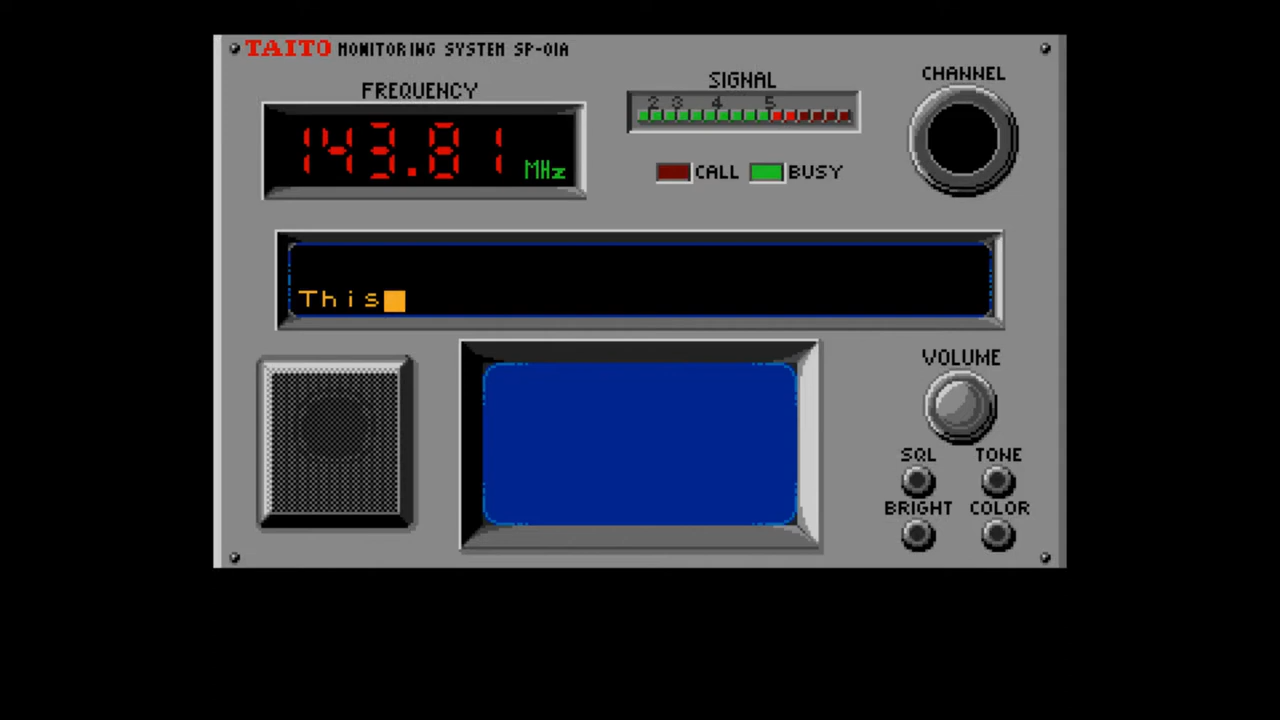 TAITO MONITORING SYSTEM SP-01A
FREQUENCY
143.81 MHz
SIGNAL
2 3 4 5
CALL BUSY
CHANNEL
This
VOLUME
SQL TONE
BRIGHT COLOR